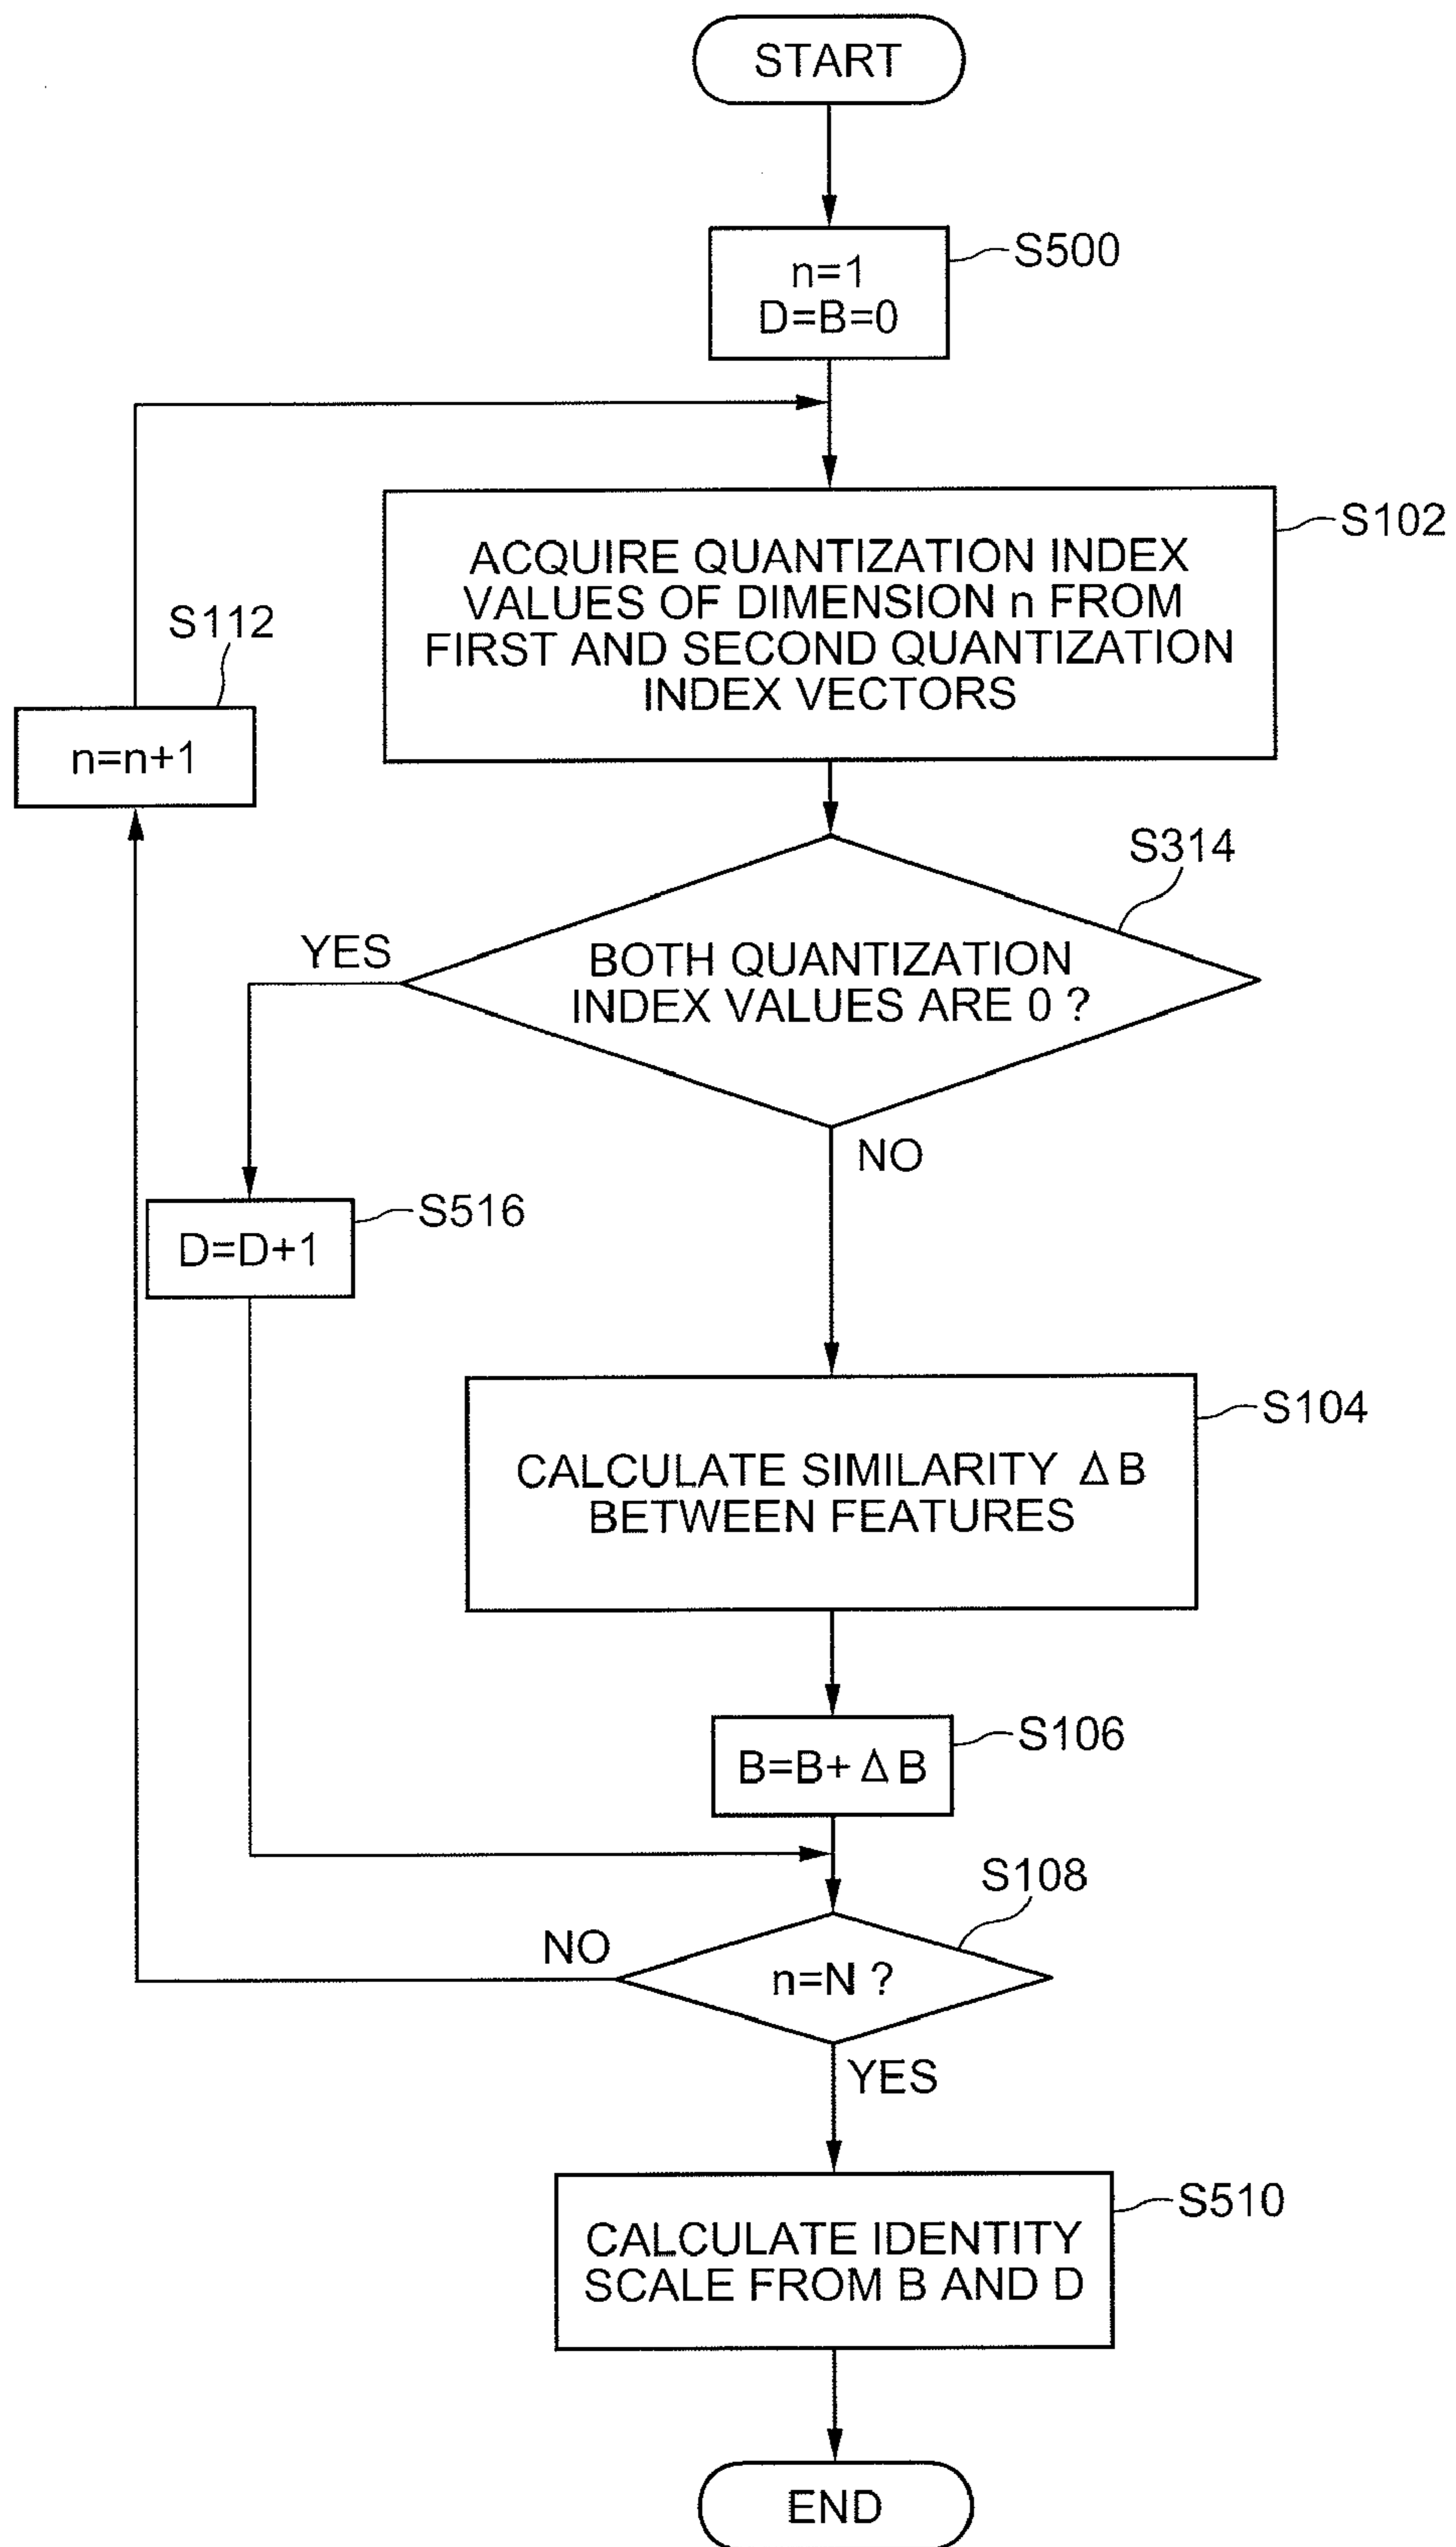 START
n=1
D=B=0
S500
ACQUIRE QUANTIZATION INDEX
VALUES OF DIMENSION n FROM
FIRST AND SECOND QUANTIZATION
INDEX VECTORS
S102
S112
n=n+1
S314
BOTH QUANTIZATION
INDEX VALUES ARE 0 ?
YES
NO
D=D+1
S516
CALCULATE SIMILARITY ΔB
BETWEEN FEATURES
S104
B=B+ΔB
S106
S108
n=N ?
NO
YES
CALCULATE IDENTITY
SCALE FROM B AND D
S510
END